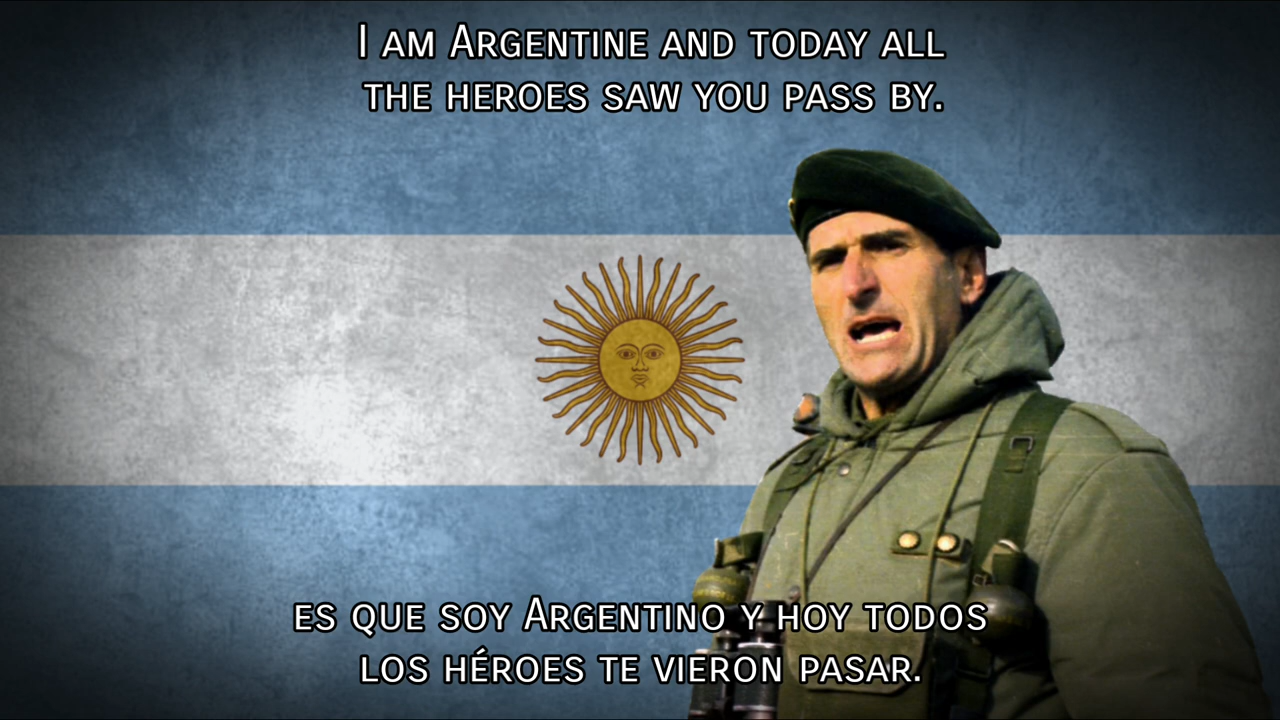 I am Argentine and today all
the heroes saw you pass by.
es que soy Argentino y hoy todos
los héroes te vieron pasar.